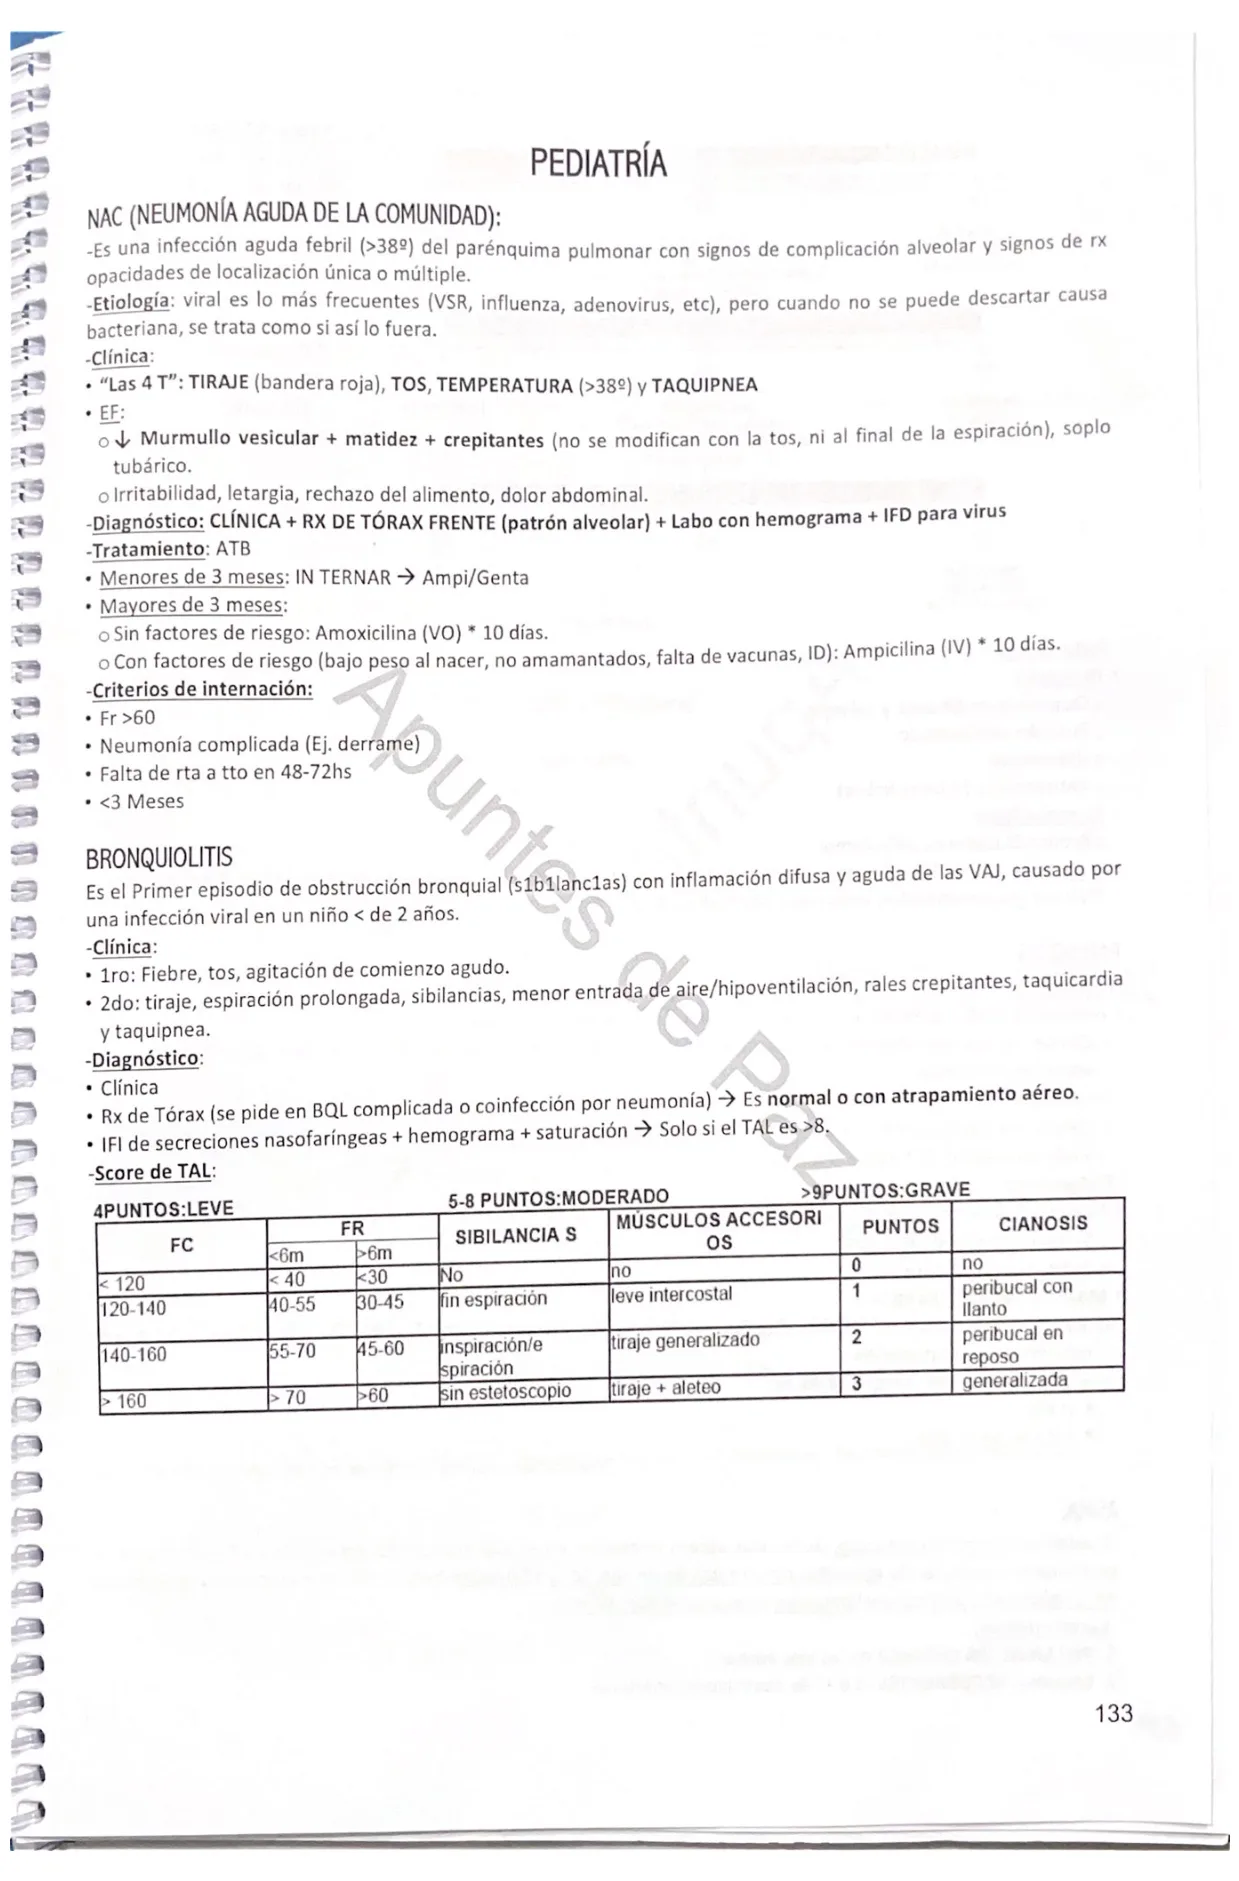 PEDIATRÍA
NAC (NEUMONÍA AGUDA DE LA COMUNIDAD):
-Es una infección aguda febril (>38º) del parénquima pulmonar con signos de complicación alveolar y signos de rx
opacidades de localización única o múltiple.
-Etiología: viral es lo más frecuentes (VSR, influenza, adenovirus, etc), pero cuando no se puede descartar causa
bacteriana, se trata como si así lo fuera.
-Clínica:
• "Las 4 T": TIRAJE (bandera roja), TOS, TEMPERATURA (>38º) y TAQUIPNEA
• EF:
o ↓ Murmullo vesicular + matidez + crepitantes (no se modifican con la tos, ni al final de la espiración), soplo
tubárico.
o Irritabilidad, letargia, rechazo del alimento, dolor abdominal.
-Diagnóstico: CLÍNICA + RX DE TÓRAX FRENTE (patrón alveolar) + Labo con hemograma + IFD para virus
-Tratamiento: ATB
• Menores de 3 meses: IN TERNAR → Ampi/Genta
• Mayores de 3 meses:
o Sin factores de riesgo: Amoxicilina (VO) * 10 días.
o Con factores de riesgo (bajo peso al nacer, no amamantados, falta de vacunas, ID): Ampicilina (IV) * 10 días.
-Criterios de internación:
• Fr >60
• Neumonía complicada (Ej. derrame)
• Falta de rta a tto en 48-72hs
• <3 Meses
BRONQUIOLITIS
Es el Primer episodio de obstrucción bronquial (s1b1lanc1as) con inflamación difusa y aguda de las VAJ, causado por
una infección viral en un niño < de 2 años.
-Clínica:
• 1ro: Fiebre, tos, agitación de comienzo agudo.
• 2do: tiraje, espiración prolongada, sibilancias, menor entrada de aire/hipoventilación, rales crepitantes, taquicardia
y taquipnea.
-Diagnóstico:
• Clínica
• Rx de Tórax (se pide en BQL complicada o coinfección por neumonía) → Es normal o con atrapamiento aéreo.
• IFI de secreciones nasofaríngeas + hemograma + saturación → Solo si el TAL es >8.
-Score de TAL:
4PUNTOS:LEVE 5-8 PUNTOS:MODERADO >9PUNTOS:GRAVE
FC FR SIBILANCIA S MÚSCULOS ACCESORI OS PUNTOS CIANOSIS
<6m >6m
< 120 < 40 <30 No no 0 no
120-140 40-55 30-45 fin espiración leve intercostal 1 peribucal con llanto
140-160 55-70 45-60 inspiración/e spiración tiraje generalizado 2 peribucal en reposo
> 160 > 70 >60 sin estetoscopio tiraje + aleteo 3 generalizada
133
Apuntes de Paz